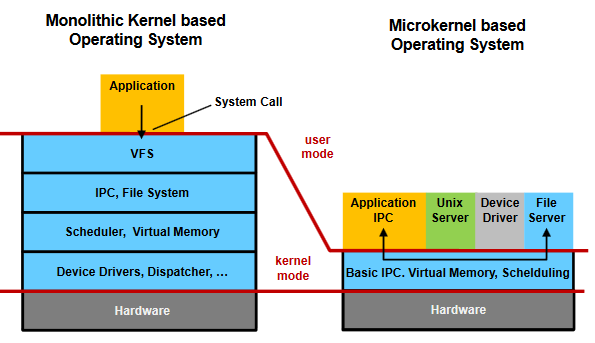 Monolithic Kernel based
Operating System
Microkernel based
Operating System
Application
System Call
user
mode
VFS
IPC, File System
Scheduler, Virtual Memory
Device Drivers, Dispatcher, ...
Hardware
kernel
mode
Application
IPC
Unix
Server
Device
Driver
File
Server
Basic IPC. Virtual Memory, Schelduling
Hardware